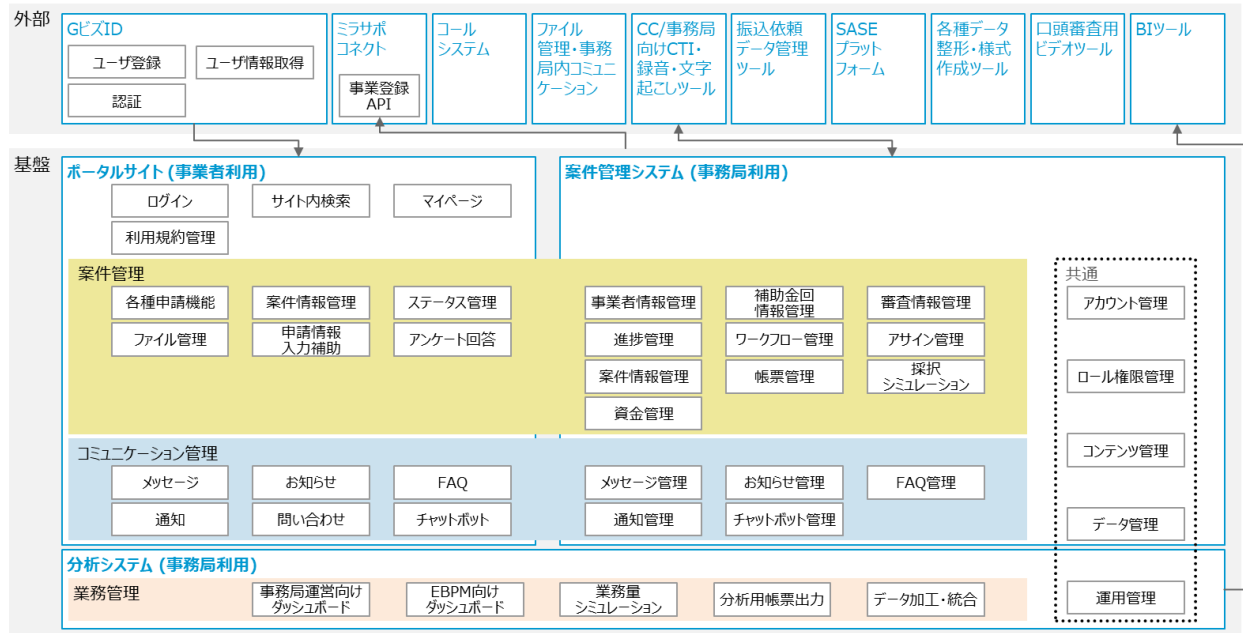 外部
GビズID
ユーザ登録
ユーザ情報取得
認証
ミラサポ
コネクト
事業登録
API
コール
システム
ファイル
管理・事務
局内コミュニ
ケーション
CC/事務局
向けCTI・
録音・文字
起こしツール
振込依頼
データ管理
ツール
SASE
プラット
フォーム
各種データ
整形・様式
作成ツール
口頭審査用
ビデオツール
BIツール
基盤
ポータルサイト (事業者利用)
ログイン
サイト内検索
マイページ
利用規約管理
案件管理システム (事務局利用)
案件管理
各種申請機能
案件情報管理
ステータス管理
ファイル管理
申請情報
入力補助
アンケート回答
事業者情報管理
補助金回
情報管理
審査情報管理
進捗管理
ワークフロー管理
アサイン管理
案件情報管理
帳票管理
採択
シミュレーション
資金管理
コミュニケーション管理
メッセージ
お知らせ
FAQ
通知
問い合わせ
チャットボット
メッセージ管理
お知らせ管理
FAQ管理
通知管理
チャットボット管理
共通
アカウント管理
ロール権限管理
コンテンツ管理
データ管理
運用管理
分析システム (事務局利用)
業務管理
事務局運営向け
ダッシュボード
EBPM向け
ダッシュボード
業務量
シミュレーション
分析用帳票出力
データ加工・統合